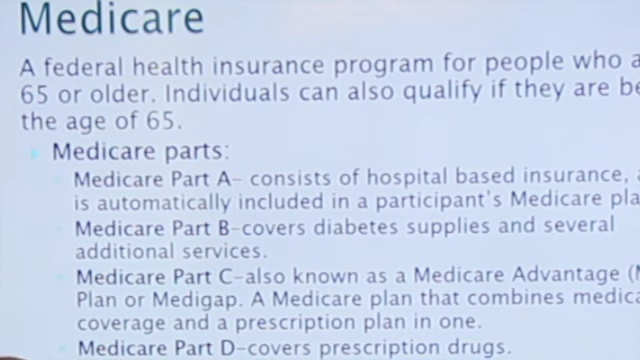 Medicare
A federal health insurance program for people who
65 or older. Individuals can also qualify if they are
the age of 65.
Medicare parts:
Medicare Part A- consists of hospital based insurance,
is automatically included in a participant's Medicare
Medicare Part B-covers diabetes supplies and several
additional services.
Medicare Part C-also known as a Medicare Advantage
Plan or Medigap. A Medicare plan that combines
coverage and a prescription plan in one.
Medicare Part D-covers prescription drugs.